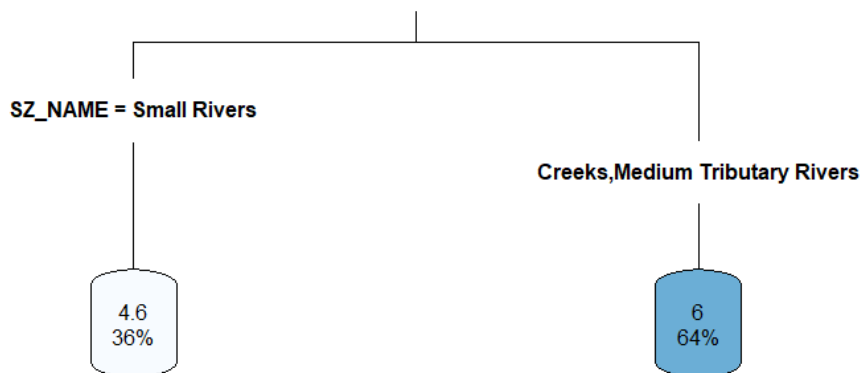 SZ_NAME = Small Rivers
Creeks,Medium Tributary Rivers
4.6
36%
6
64%